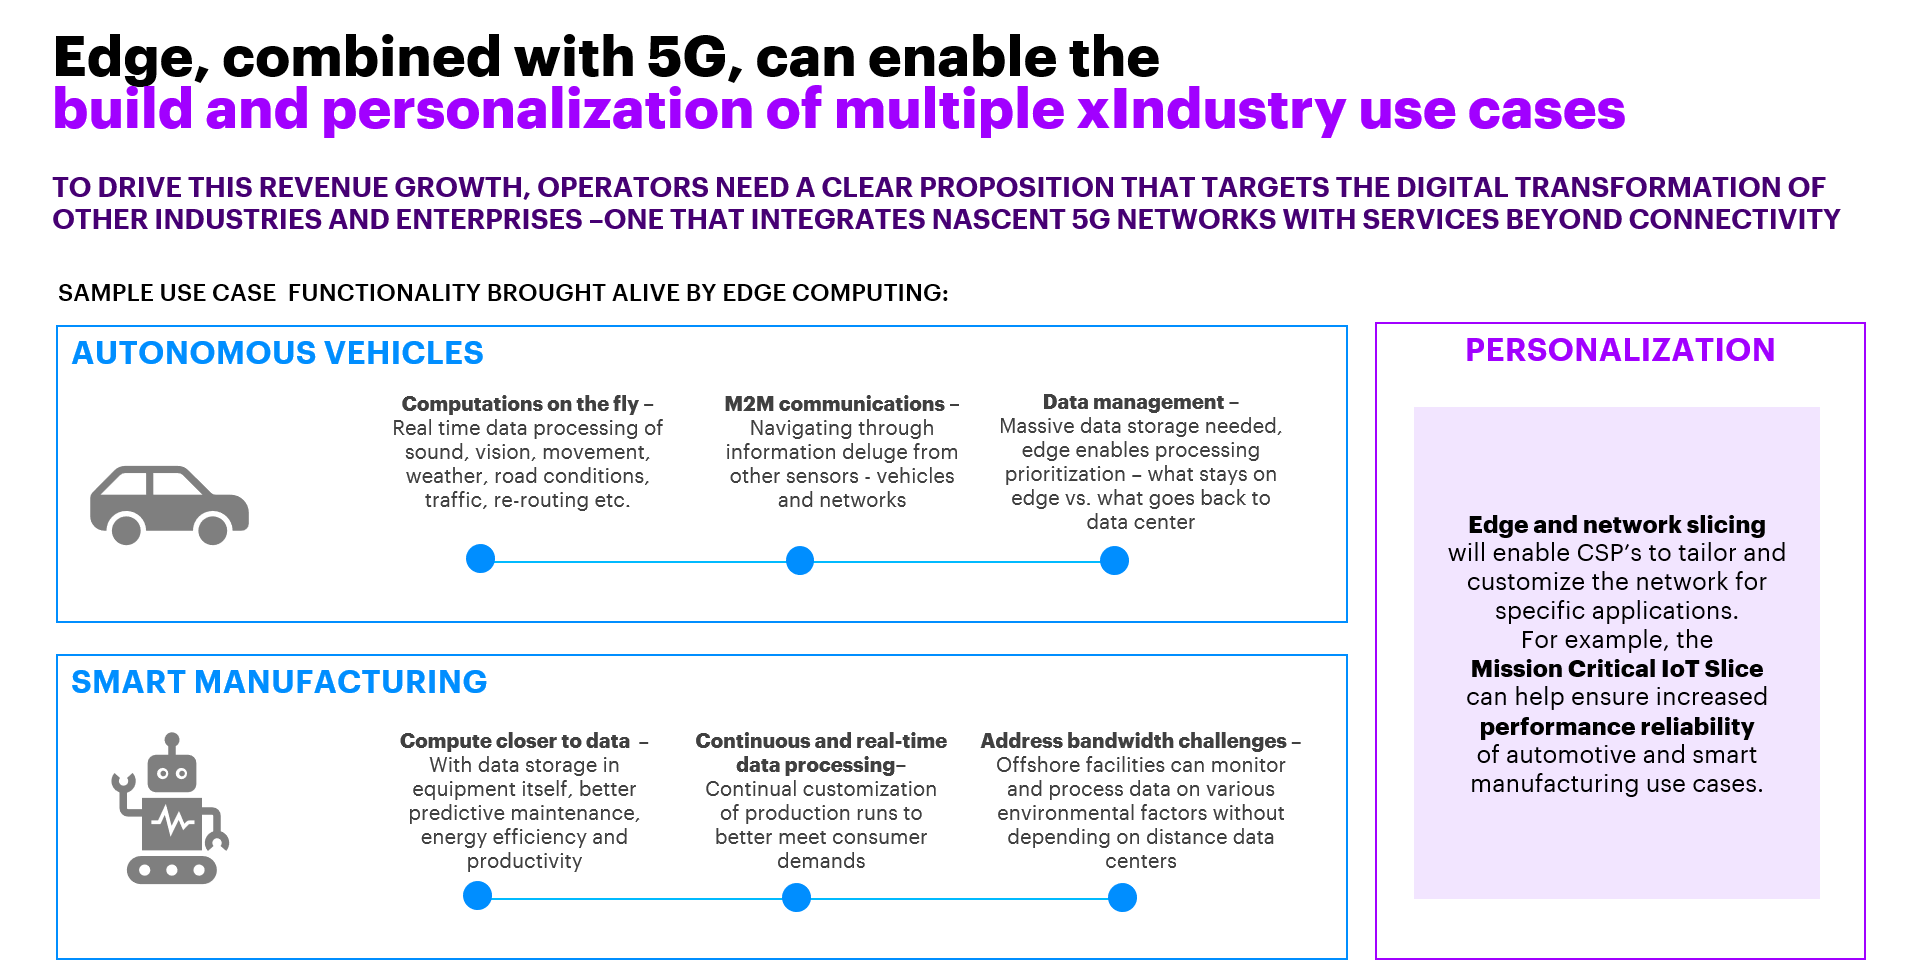 Edge, combined with 5G, can enable the
build and personalization of multiple xIndustry use cases
TO DRIVE THIS REVENUE GROWTH, OPERATORS NEED A CLEAR PROPOSITION THAT TARGETS THE DIGITAL TRANSFORMATION OF
OTHER INDUSTRIES AND ENTERPRISES –ONE THAT INTEGRATES NASCENT 5G NETWORKS WITH SERVICES BEYOND CONNECTIVITY
SAMPLE USE CASE FUNCTIONALITY BROUGHT ALIVE BY EDGE COMPUTING:
AUTONOMOUS VEHICLES
Computations on the fly –
Real time data processing of
sound, vision, movement,
weather, road conditions,
traffic, re-routing etc.
M2M communications –
Navigating through
information deluge from
other sensors - vehicles
and networks
Data management –
Massive data storage needed,
edge enables processing
prioritization – what stays on
edge vs. what goes back to
data center
SMART MANUFACTURING
Compute closer to data –
With data storage in
equipment itself, better
predictive maintenance,
energy efficiency and
productivity
Continuous and real-time
data processing–
Continual customization
of production runs to
better meet consumer
demands
Address bandwidth challenges –
Offshore facilities can monitor
and process data on various
environmental factors without
depending on distance data
centers
PERSONALIZATION
Edge and network slicing
will enable CSP’s to tailor and
customize the network for
specific applications.
For example, the
Mission Critical IoT Slice
can help ensure increased
performance reliability
of automotive and smart
manufacturing use cases.